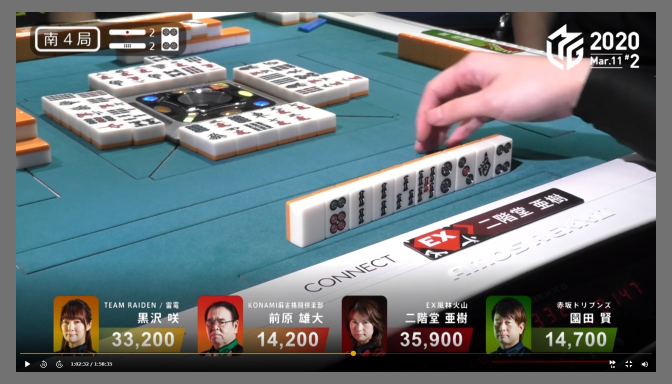 南4局
2
2
2020
Mar.11 #2
二階堂 亜樹
EX
CONNECT
TEAM RAIDEN / 雷電
黒沢 咲
33,200
KONAMI麻雀格闘倶楽部
前原 雄大
14,200
EX風林火山
二階堂 亜樹
35,900
赤坂ドリブンズ
園田 賢
14,700
1:02:32 / 1:58:35